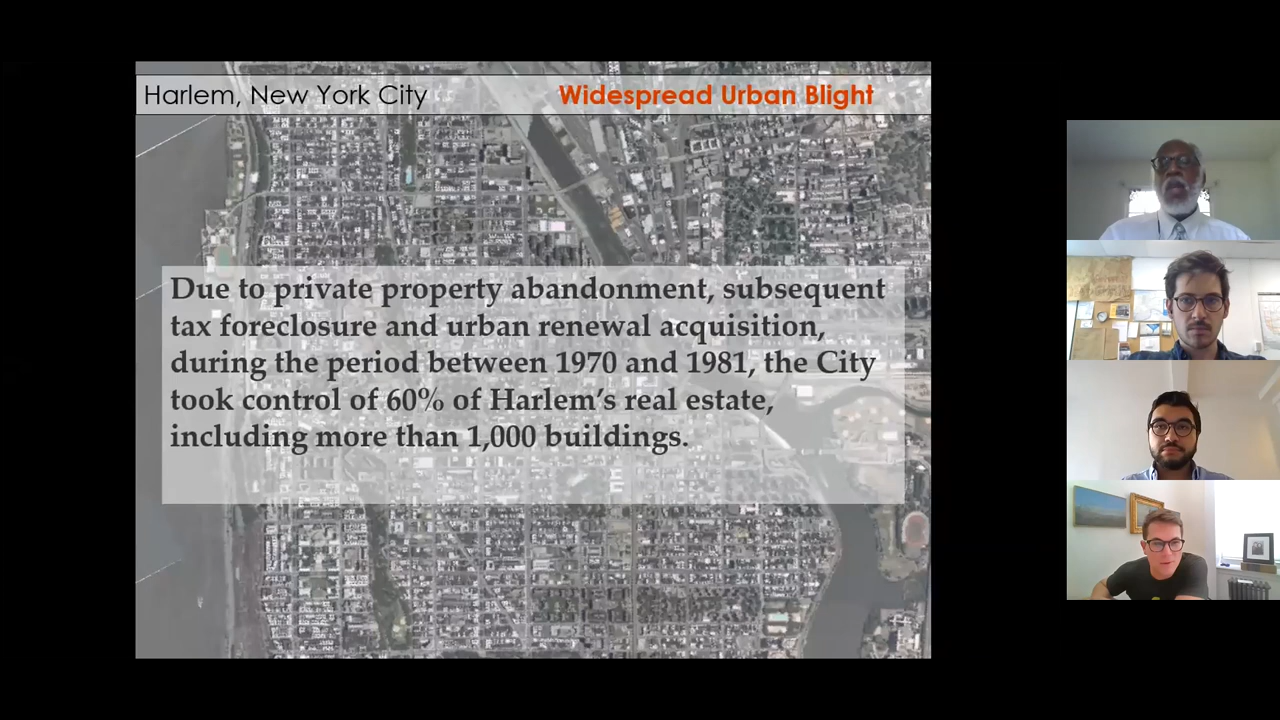 Harlem, New York City
Widespread Urban Blight
Due to private property abandonment, subsequent
tax foreclosure and urban renewal acquisition,
during the period between 1970 and 1981, the City
took control of 60% of Harlem’s real estate,
including more than 1,000 buildings.